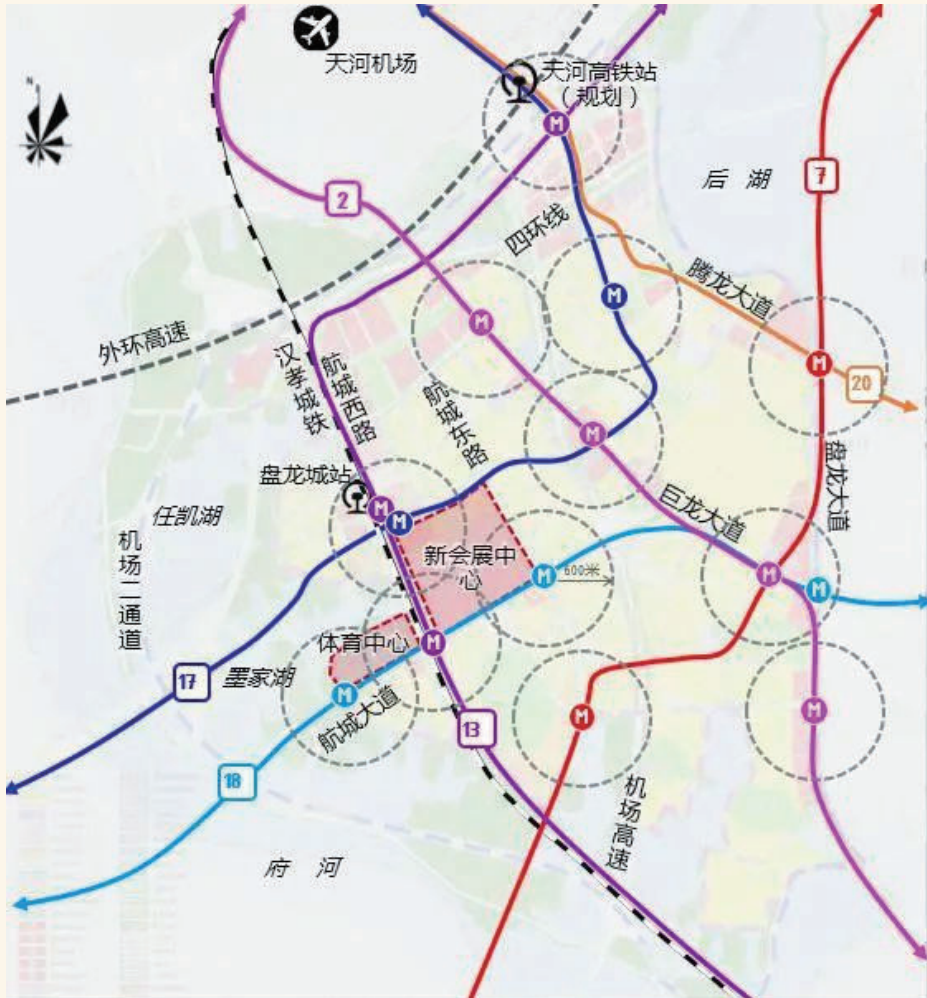 天河机场
N
天河高铁站
（规划）
后 湖
7
2
四环线
腾龙大道
外环高速
汉孝城铁
航城西路
航城东路
20
盘龙大道
盘龙城站
巨龙大道
任凯湖
机场二通道
新会展中
心
600米
体育中心
墨家湖
17
航城大道
13
18
机场高速
府 河
M
M
M
M
M
M
M
M
M
M
M
M
M
M